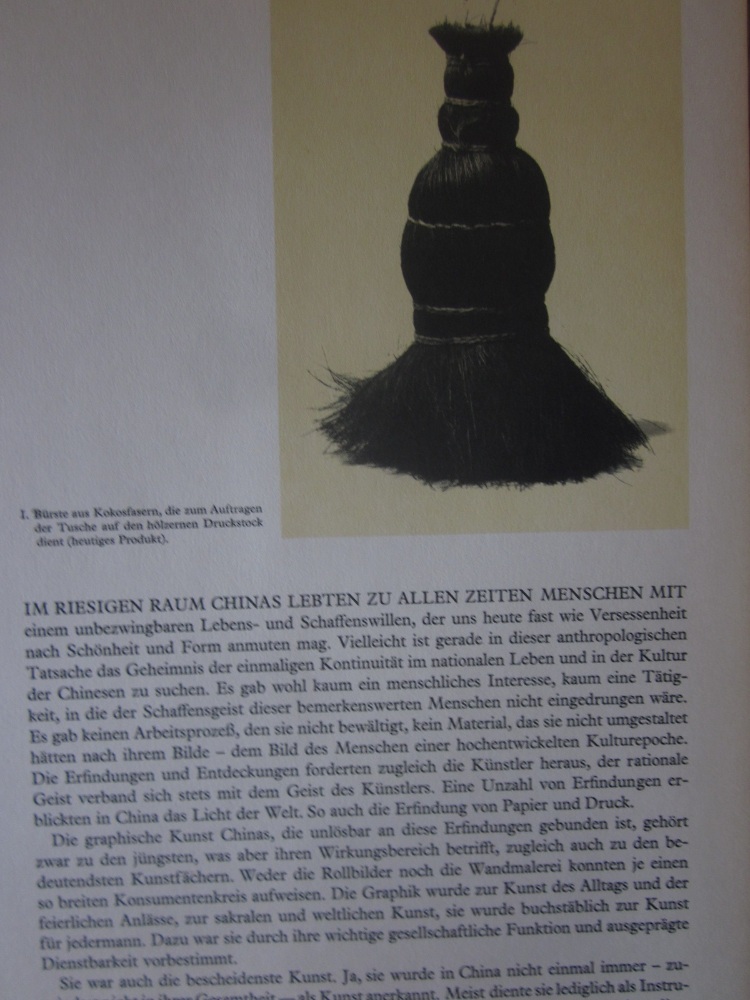 1. Bürste aus Kokosfasern, die zum Auftragen
der Tusche auf den hölzernen Druckstock
dient (heutiges Produkt).
IM RIESIGEN RAUM CHINAS LEBTEN ZU ALLEN ZEITEN MENSCHEN MIT
einem unbezwingbaren Lebens- und Schaffenswillen, der uns heute fast wie Versessenheit
nach Schönheit und Form anmuten mag. Vielleicht ist gerade in dieser anthropologischen
Tatsache das Geheimnis der einmaligen Kontinuität im nationalen Leben und in der Kultur
der Chinesen zu suchen. Es gab wohl kaum ein menschliches Interesse, kaum eine Tätig-
keit, in die der Schaffensgeist dieser bemerkenswerten Menschen nicht eingedrungen wäre.
Es gab keinen Arbeitsprozeß, den sie nicht bewältigt, kein Material, das sie nicht umgestaltet
hätten nach ihrem Bilde – dem Bild des Menschen einer hochentwickelten Kulturepoche.
Die Erfindungen und Entdeckungen forderten zugleich die Künstler heraus, der rationale
Geist verband sich stets mit dem Geist des Künstlers. Eine Unzahl von Erfindungen er-
blickten in China das Licht der Welt. So auch die Erfindung von Papier und Druck.
Die graphische Kunst Chinas, die unlösbar an diese Erfindungen gebunden ist, gehört
zwar zu den jüngsten, was aber ihren Wirkungsbereich betrifft, zugleich auch zu den be-
deutendsten Kunstfächern. Weder die Rollbilder noch die Wandmalerei konnten je einen
so breiten Konsumentenkreis aufweisen. Die Graphik wurde zur Kunst des Alltags und der
feierlichen Anlässe, zur sakralen und weltlichen Kunst, sie wurde buchstäblich zur Kunst
für jedermann. Dazu war sie durch ihre wichtige gesellschaftliche Funktion und ausgeprägte
Dienstbarkeit vorbestimmt.
Sie war auch die bescheidenste Kunst. Ja, sie wurde in China nicht einmal immer – zu-
nicht in ihrer Gesamtheit – als Kunst anerkannt. Meist diente sie lediglich als Instru-